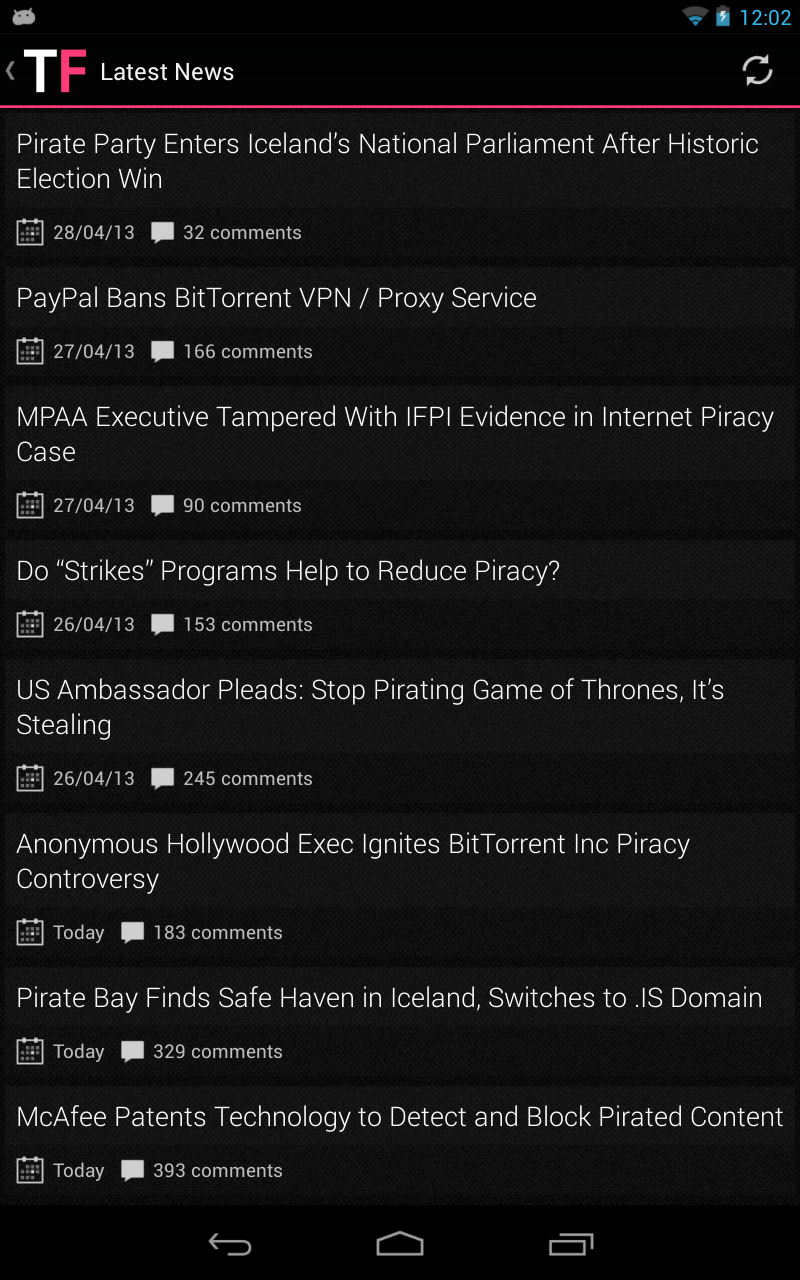 12:02
TF Latest News
Pirate Party Enters Iceland’s National Parliament After Historic
Election Win
28/04/13 32 comments
PayPal Bans BitTorrent VPN / Proxy Service
27/04/13 166 comments
MPAA Executive Tampered With IFPI Evidence in Internet Piracy
Case
27/04/13 90 comments
Do “Strikes” Programs Help to Reduce Piracy?
26/04/13 153 comments
US Ambassador Pleads: Stop Pirating Game of Thrones, It’s
Stealing
26/04/13 245 comments
Anonymous Hollywood Exec Ignites BitTorrent Inc Piracy
Controversy
Today 183 comments
Pirate Bay Finds Safe Haven in Iceland, Switches to .IS Domain
Today 329 comments
McAfee Patents Technology to Detect and Block Pirated Content
Today 393 comments